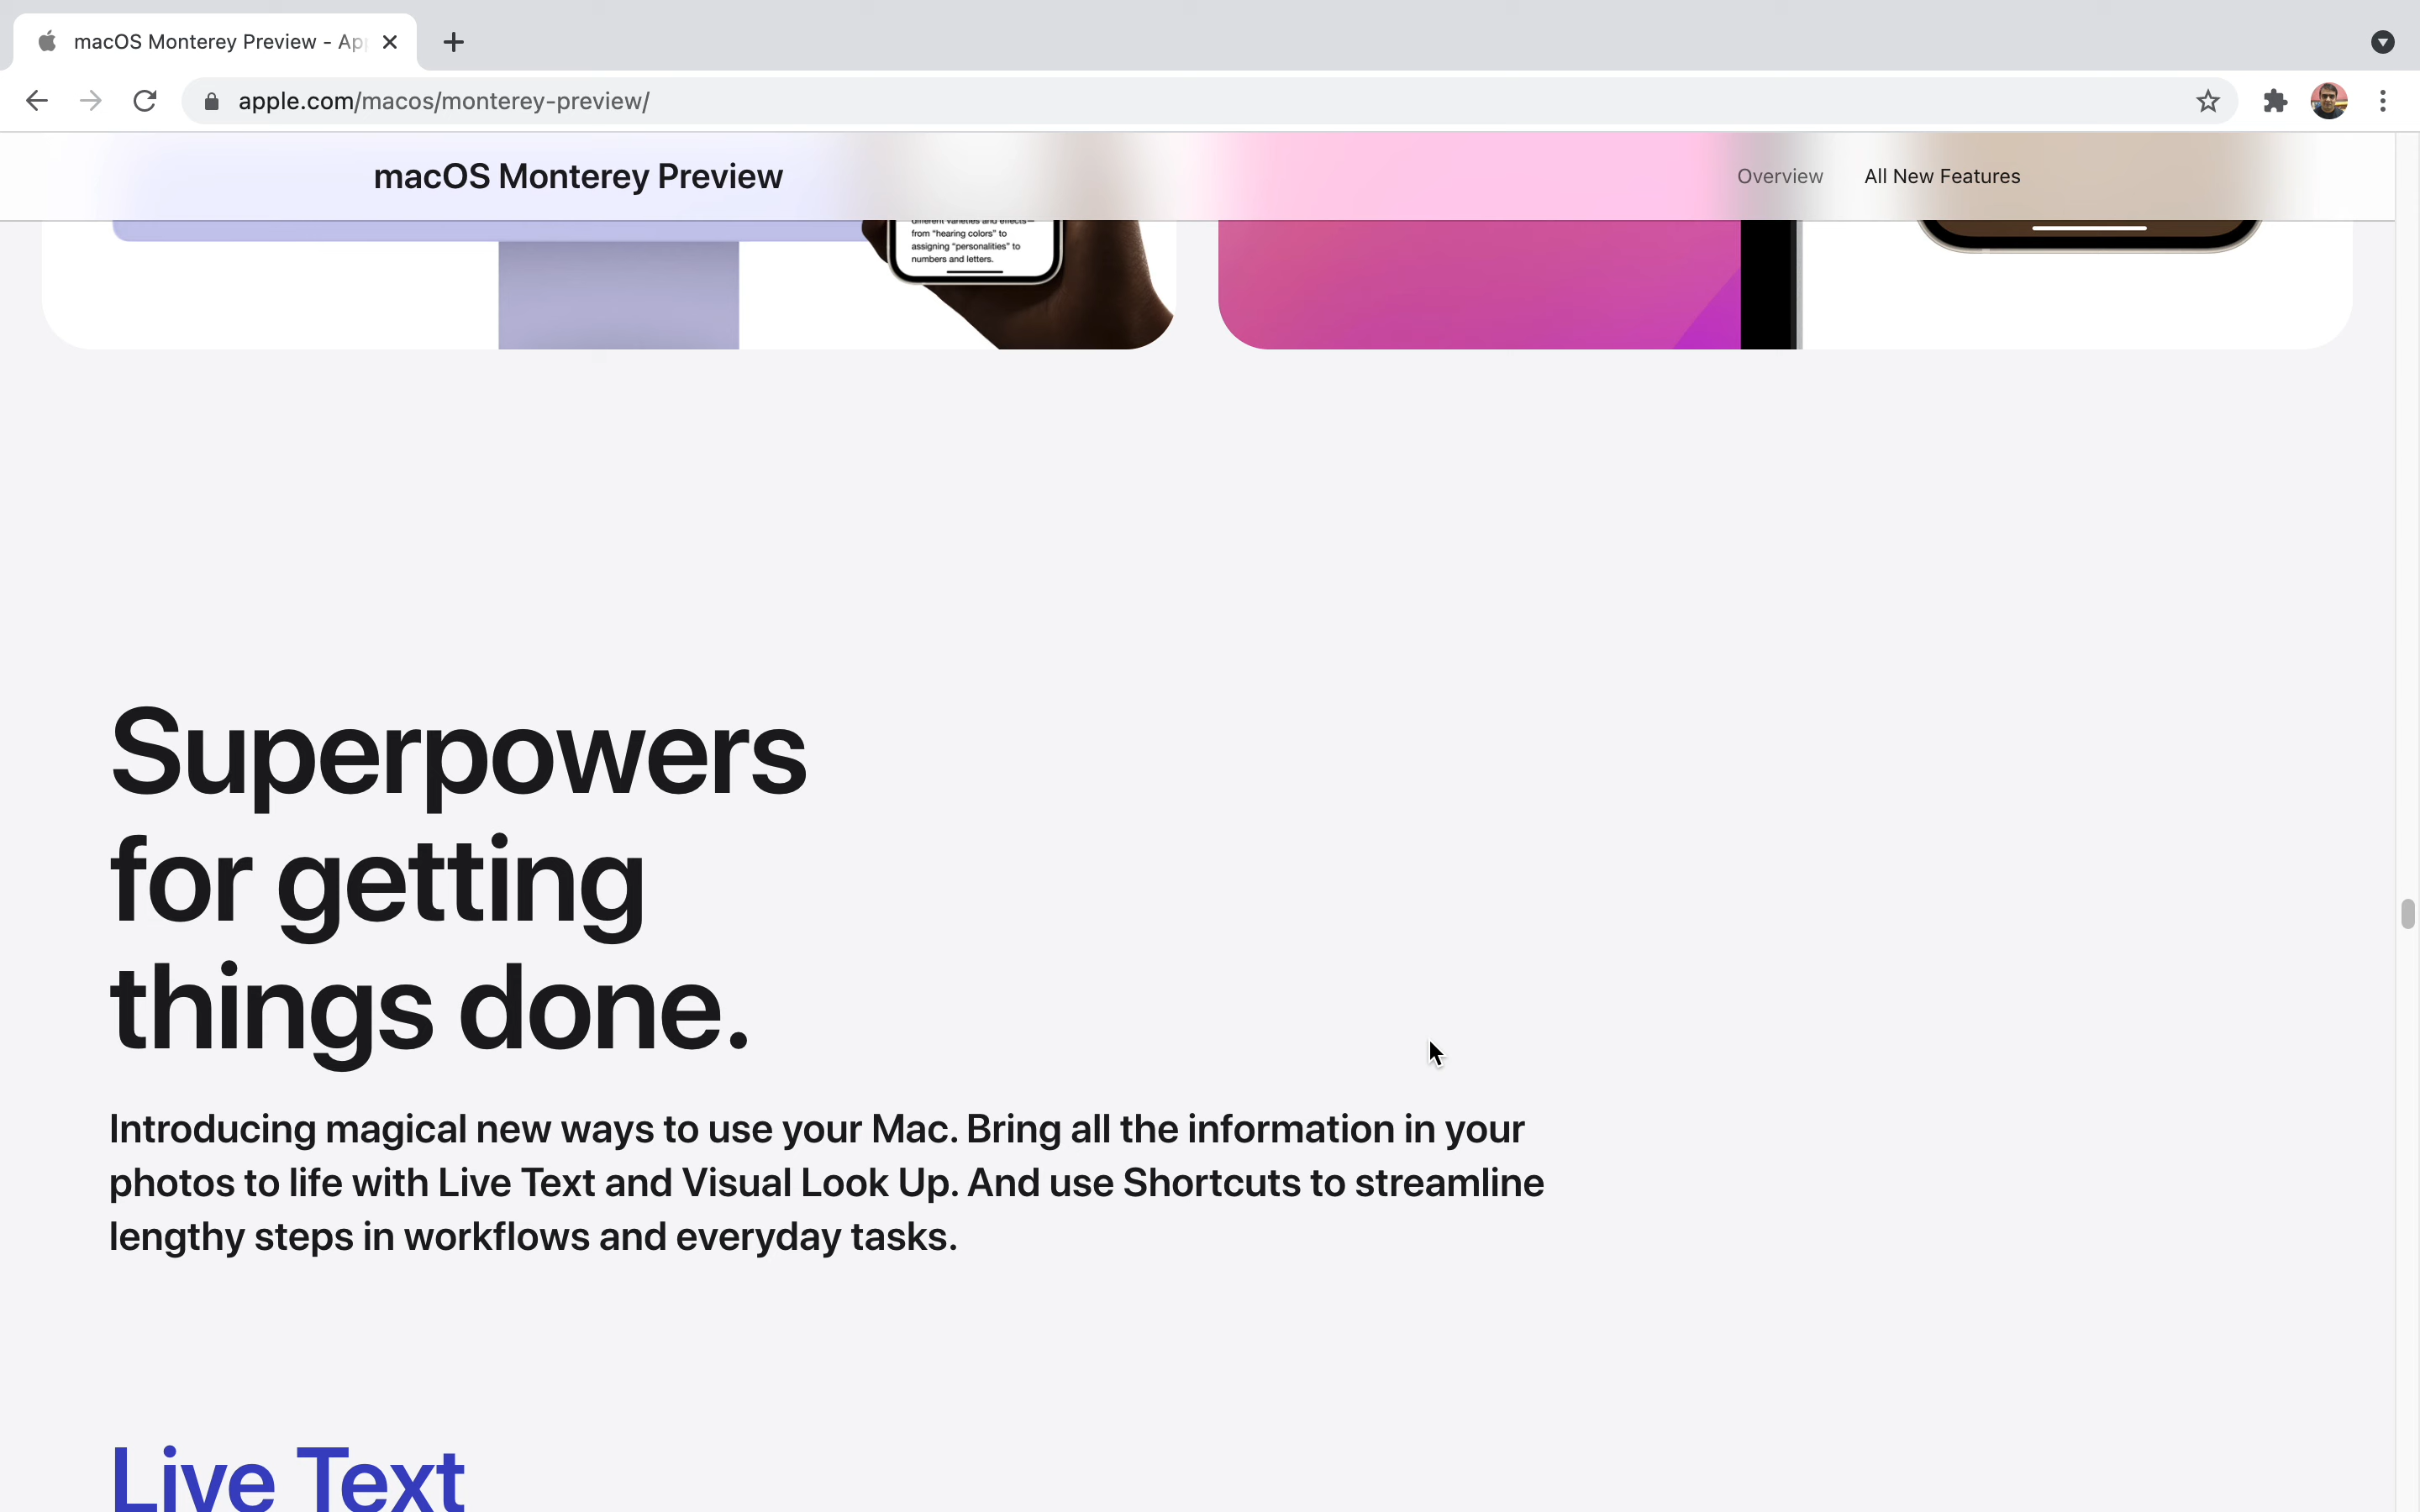 macOS Monterey Preview - Ap
apple.com/macos/monterey-preview/
macOS Monterey Preview
Overview
All New Features
different varieties and effects—
from “hearing colors” to
assigning “personalities” to
numbers and letters.
Superpowers
for getting
things done.
Introducing magical new ways to use your Mac. Bring all the information in your
photos to life with Live Text and Visual Look Up. And use Shortcuts to streamline
lengthy steps in workflows and everyday tasks.
Live Text